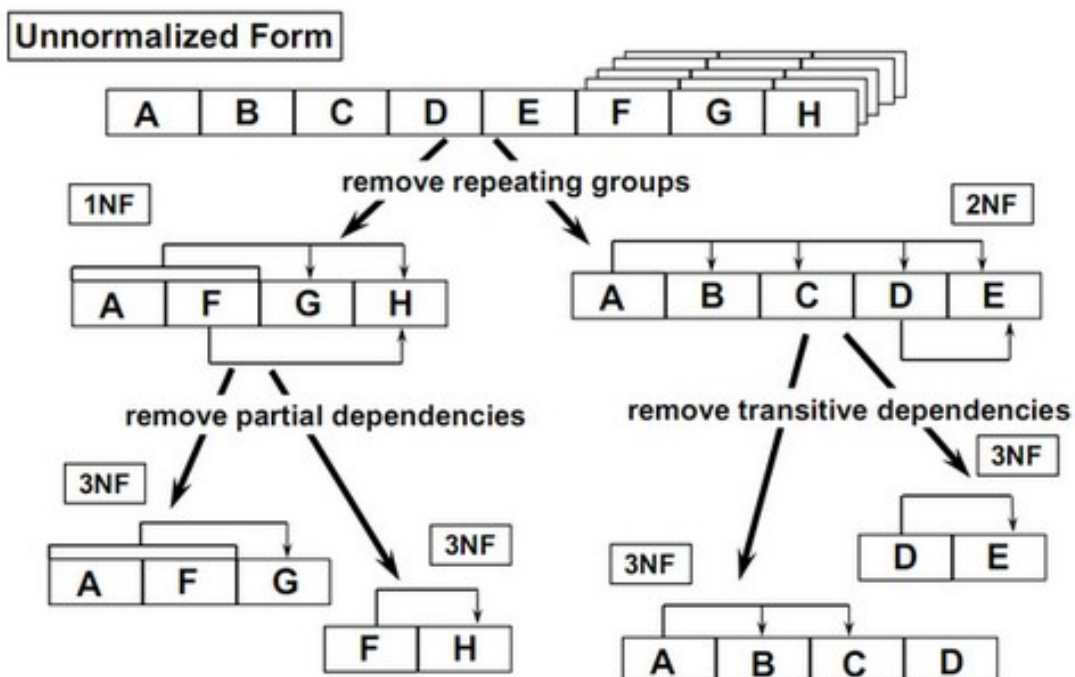 Unnormalized Form
A B C D E F G H
remove repeating groups
1NF
2NF
A F G H
A B C D E
remove partial dependencies
remove transitive dependencies
3NF
3NF
3NF
3NF
A F G
D E
F H
A B C D